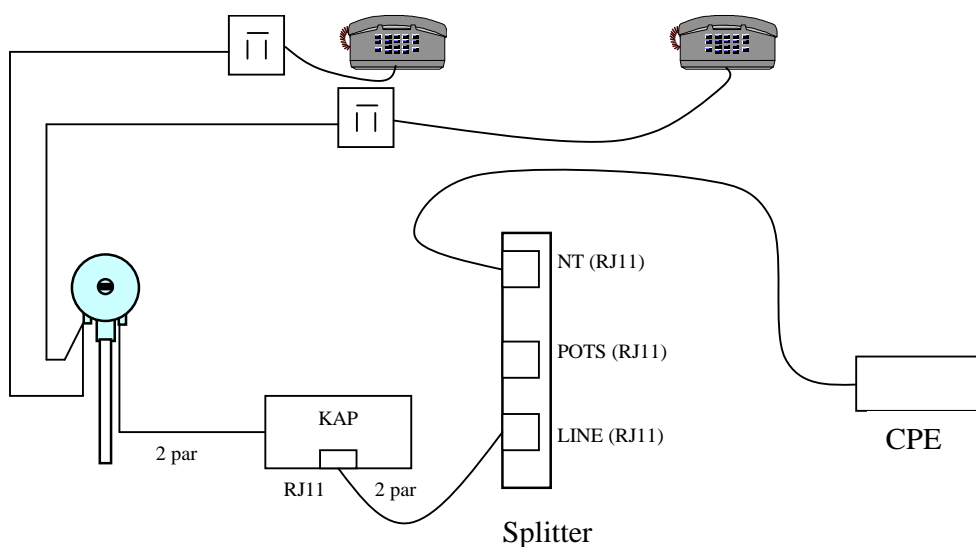 NT (RJ11)
POTS (RJ11)
KAP
LINE (RJ11)
CPE
2 par
RJ11
2 par
Splitter